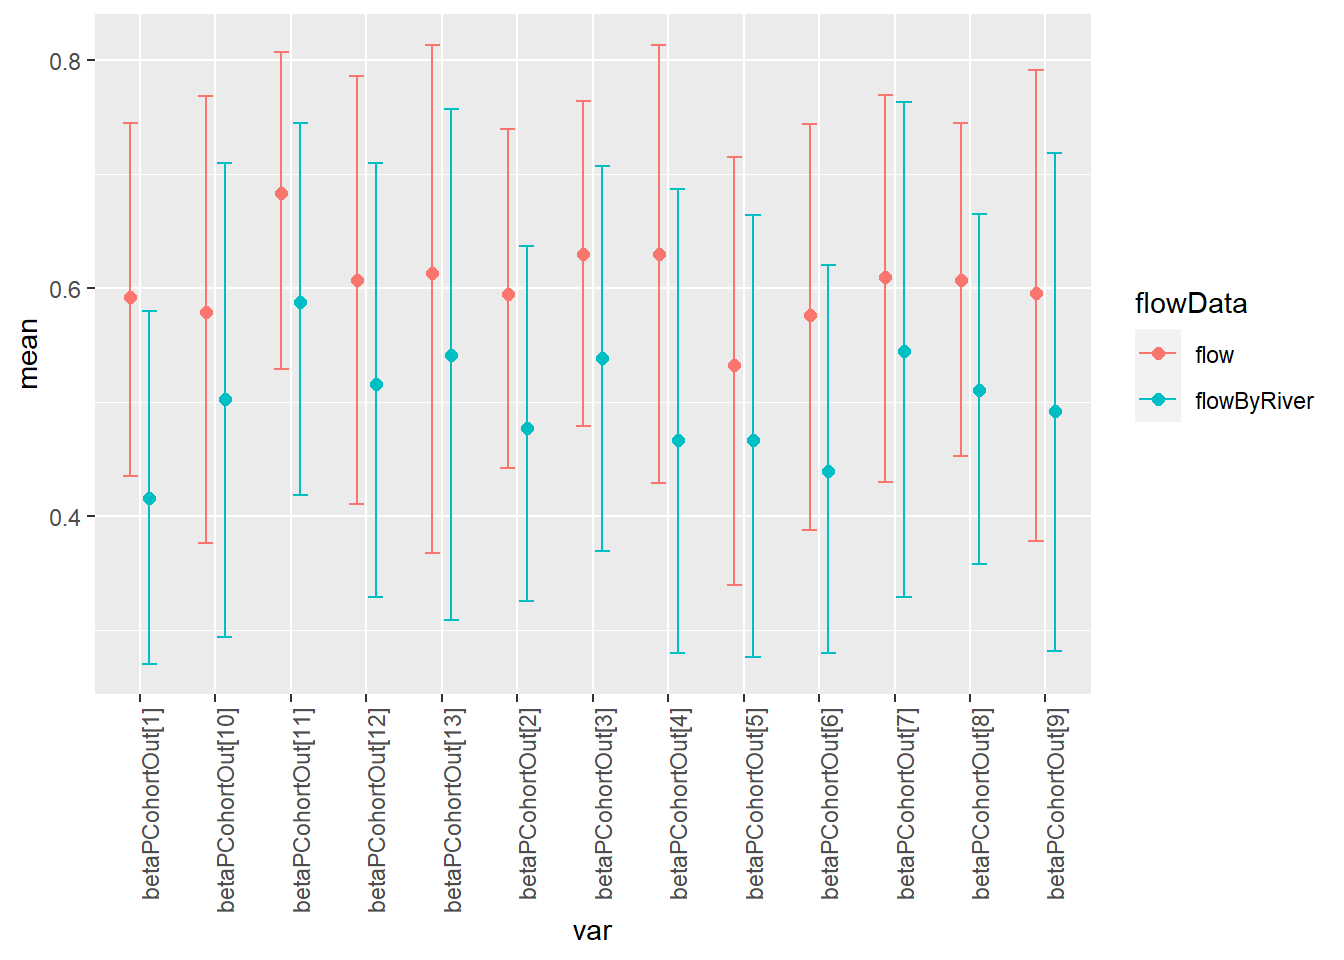 0.8
0.6
0.4
mean
betaPCohortOut[1]
betaPCohortOut[10]
betaPCohortOut[11]
betaPCohortOut[12]
betaPCohortOut[13]
betaPCohortOut[2]
betaPCohortOut[3]
betaPCohortOut[4]
betaPCohortOut[5]
betaPCohortOut[6]
betaPCohortOut[7]
betaPCohortOut[8]
betaPCohortOut[9]
var
flowData
flow
flowByRiver